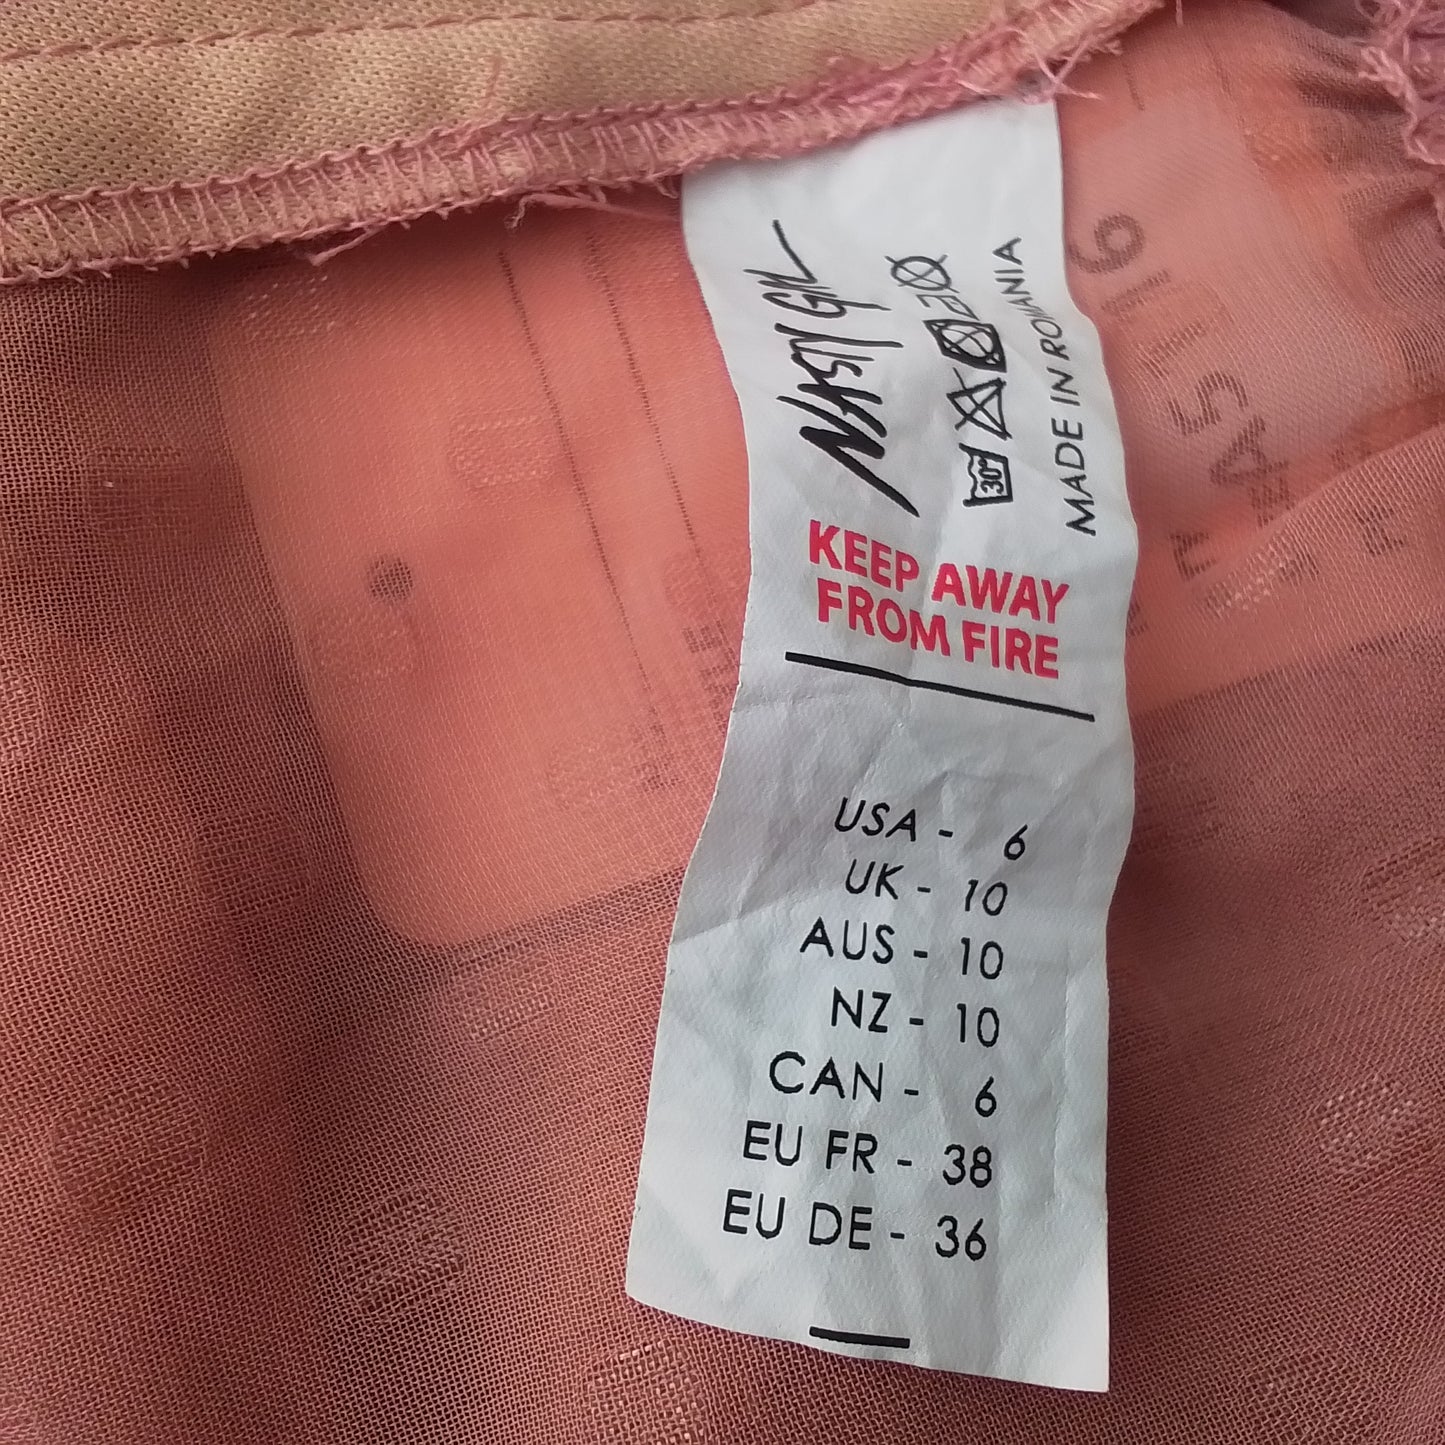 NASTY GAL
30°
MADE IN ROMANIA
KEEP AWAY
FROM FIRE
USA - 6
UK - 10
AUS - 10
NZ - 10
CAN - 6
EU FR - 38
EU DE - 36